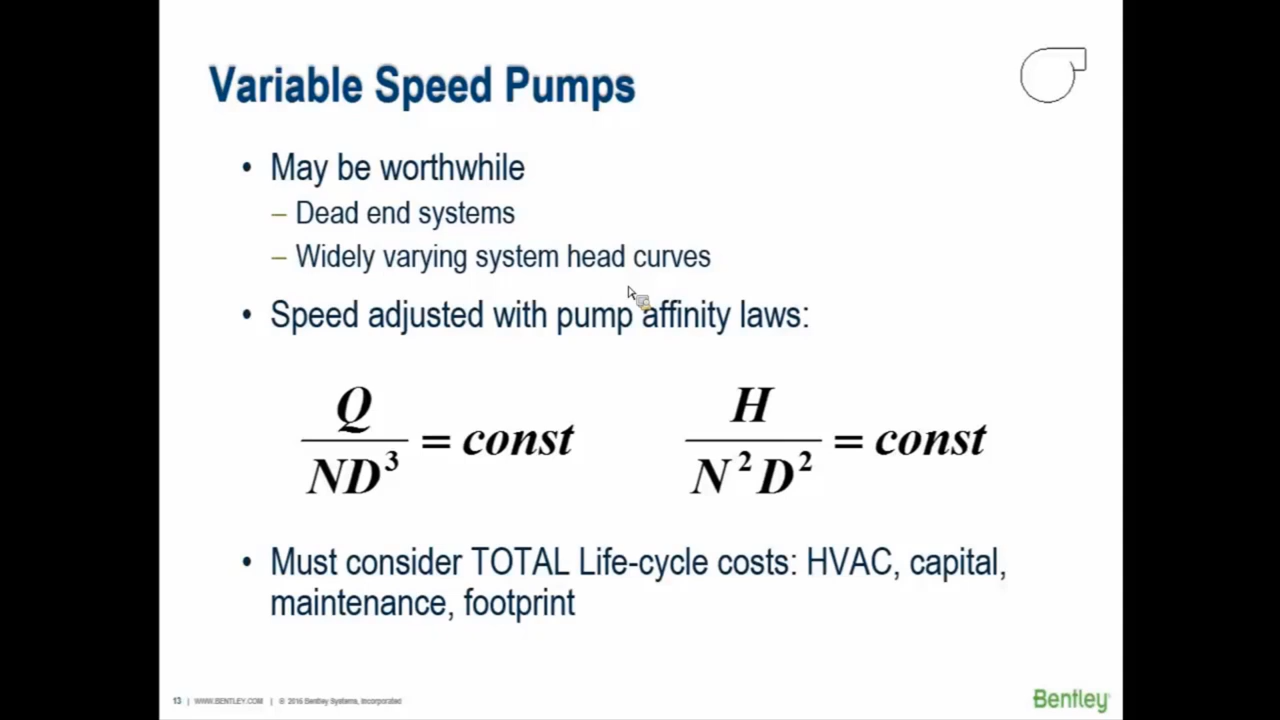 Variable Speed Pumps
• May be worthwhile
– Dead end systems
– Widely varying system head curves
• Speed adjusted with pump affinity laws:
Q / ND³ = const
H / N²D² = const
• Must consider TOTAL Life-cycle costs: HVAC, capital,
maintenance, footprint
13 | WWW.BENTLEY.COM | © 2016 Bentley Systems, Incorporated
Bentley